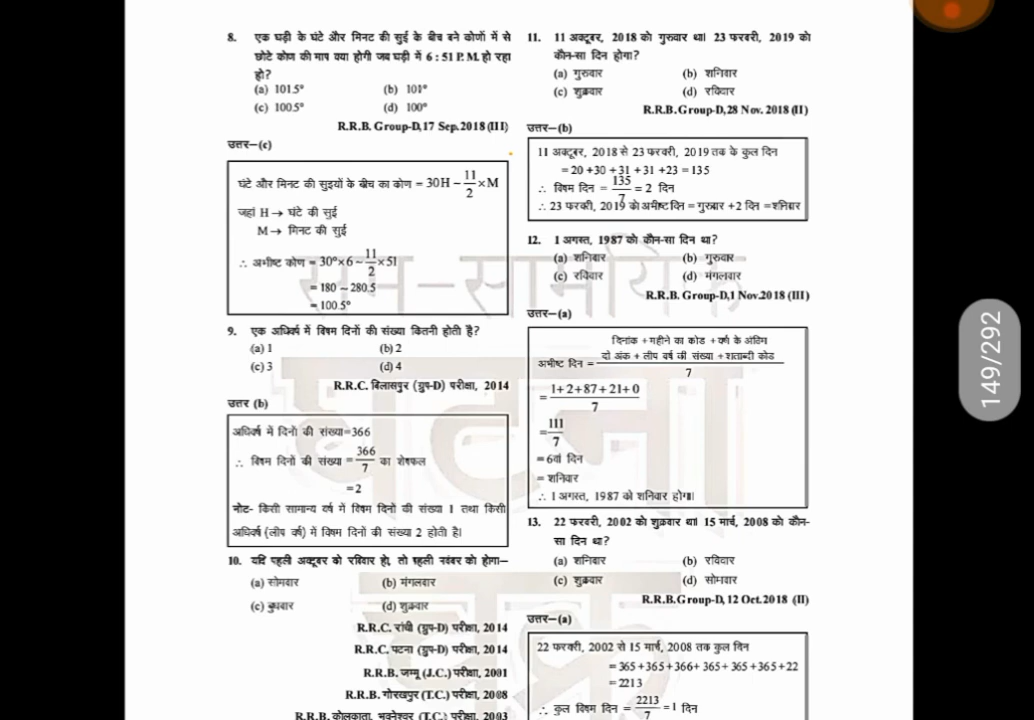 8. एक घड़ी के घंटे और मिनट की सुई के बीच बने कोणों में से
छोटे कोण की माप क्या होगी जब घड़ी में 6 : 51 P.M. हो रहा
हो?
(a) 101.5° (b) 101°
(c) 100.5° (d) 100°
R.R.B. Group-D, 17 Sep. 2018 (III)
उत्तर—(c)
घंटे और मिनट की सुइयों के बीच का कोण = 30H − 11/2 × M
जहां H → घंटे की सुई
M → मिनट की सुई
∴ अभीष्ट कोण = 30°×6 − 11/2 × 51
= 180 − 280.5
= 100.5°
9. एक अधिवर्ष में विषम दिनों की संख्या कितनी होती है?
(a) 1 (b) 2
(c) 3 (d) 4
R.R.C. बिलासपुर (ग्रुप-D) परीक्षा, 2014
उत्तर (b)
अधिवर्ष में दिनों की संख्या=366
∴ विषम दिनों की संख्या = 366/7 का शेषफल
=2
नोट- किसी सामान्य वर्ष में विषम दिनों की संख्या 1 तथा किसी
अधिवर्ष (लीप वर्ष) में विषम दिनों की संख्या 2 होती है।
10. यदि पहली अक्टूबर को रविवार हो, तो पहली नवंबर को होगा—
(a) सोमवार (b) मंगलवार
(c) बुधवार (d) शुक्रवार
R.R.C. रांची (ग्रुप-D) परीक्षा, 2014
R.R.C. पटना (ग्रुप-D) परीक्षा, 2014
R.R.B. जम्मू (J.C.) परीक्षा, 2001
R.R.B. गोरखपुर (T.C.) परीक्षा, 2008
R.R.B. कोलकाता, भुवनेश्वर (T.C.) परीक्षा, 2003
11. 11 अक्टूबर, 2018 को गुरुवार था। 23 फरवरी, 2019 को
कौन-सा दिन होगा?
(a) गुरुवार (b) शनिवार
(c) शुक्रवार (d) रविवार
R.R.B. Group-D, 28 Nov. 2018 (II)
उत्तर—(b)
11 अक्टूबर, 2018 से 23 फरवरी, 2019 तक के कुल दिन
= 20 +30 +31 +31 +23 = 135
∴ विषम दिन = 135/7 = 2 दिन
∴ 23 फरवरी, 2019 को अभीष्ट दिन = गुरुवार +2 दिन =शनिवार
12. 1 अगस्त, 1987 को कौन-सा दिन था?
(a) शनिवार (b) गुरुवार
(c) रविवार (d) मंगलवार
R.R.B. Group-D, 1 Nov. 2018 (III)
उत्तर—(a)
दिनांक + महीने का कोड + वर्ष के अंतिम
अभीष्ट दिन = दो अंक + लीप वर्ष की संख्या + शताब्दी कोड / 7
= 1+2+87+21+0 / 7
= 111/7
= 6वां दिन
= शनिवार
∴ 1 अगस्त, 1987 को शनिवार होगा।
13. 22 फरवरी, 2002 को शुक्रवार था। 15 मार्च, 2008 को कौन-
सा दिन था?
(a) शनिवार (b) रविवार
(c) शुक्रवार (d) सोमवार
R.R.B. Group-D, 12 Oct. 2018 (II)
उत्तर—(a)
22 फरवरी, 2002 से 15 मार्च, 2008 तक कुल दिन
= 365 +365 +366+ 365+ 365 +365 +22
= 2213
∴ कुल विषम दिन = 2213/7 =1 दिन
149/292
सम-सामयिक
घटना
चक्र